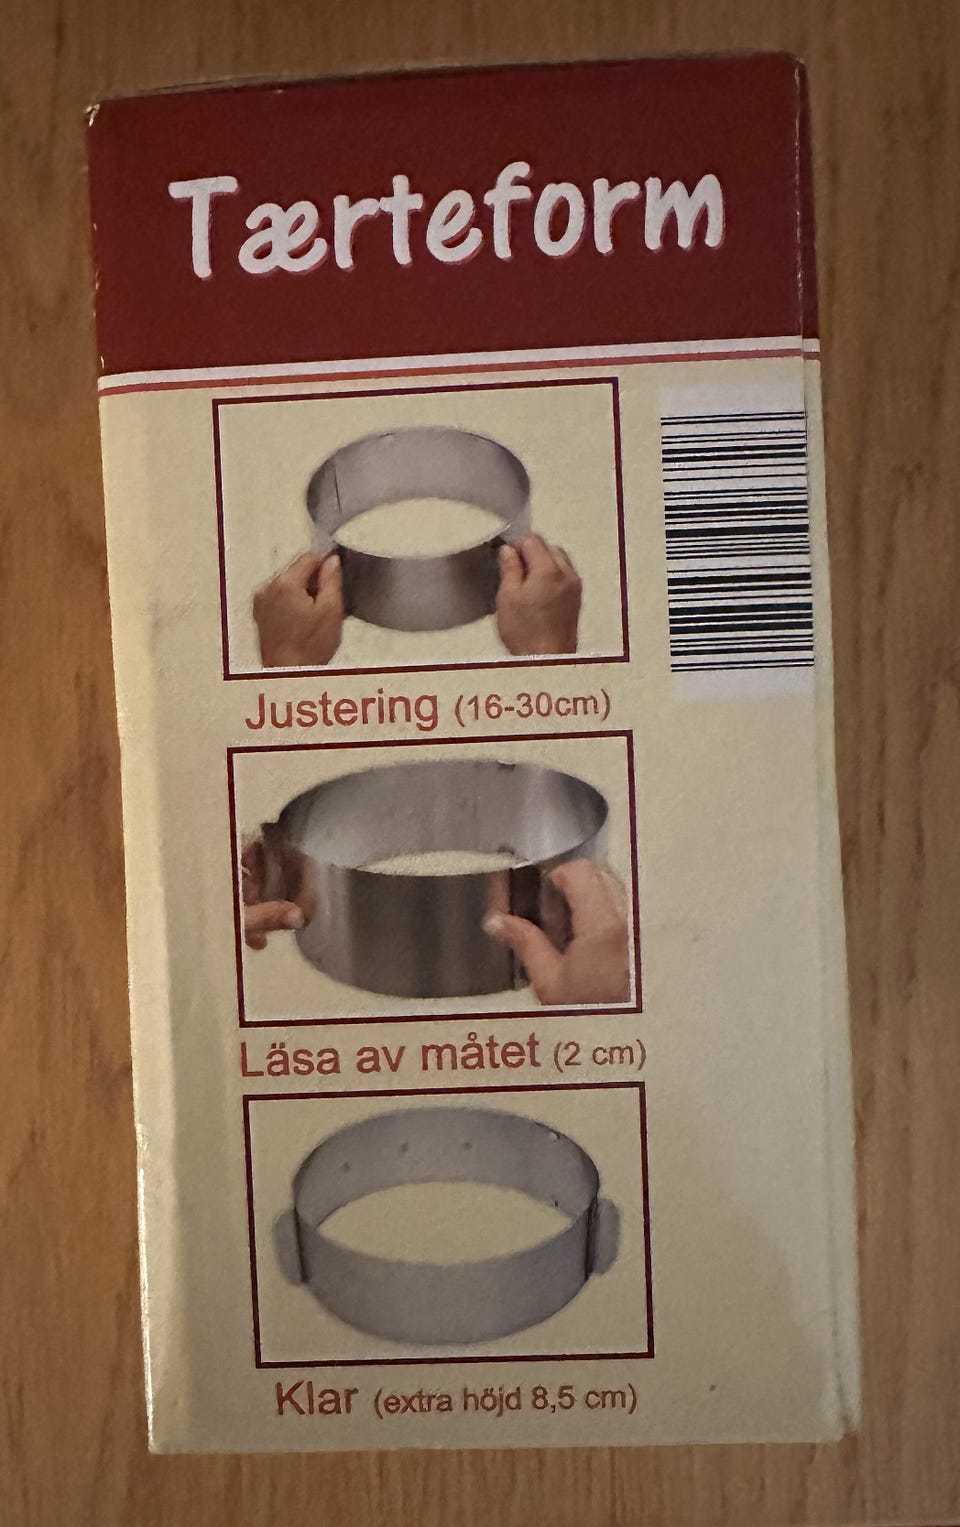 Tærteform
Justering (16-30cm)
Läsa av måtet (2 cm)
Klar (extra höjd 8,5 cm)